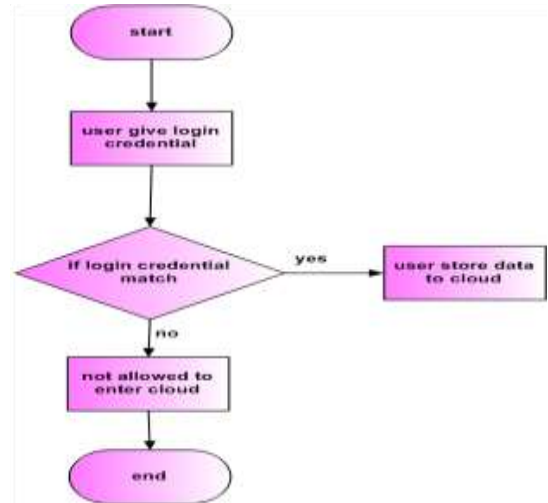 start
user give login
credential
if login credential
match
yes
user store data
to cloud
no
not allowed to
enter cloud
end